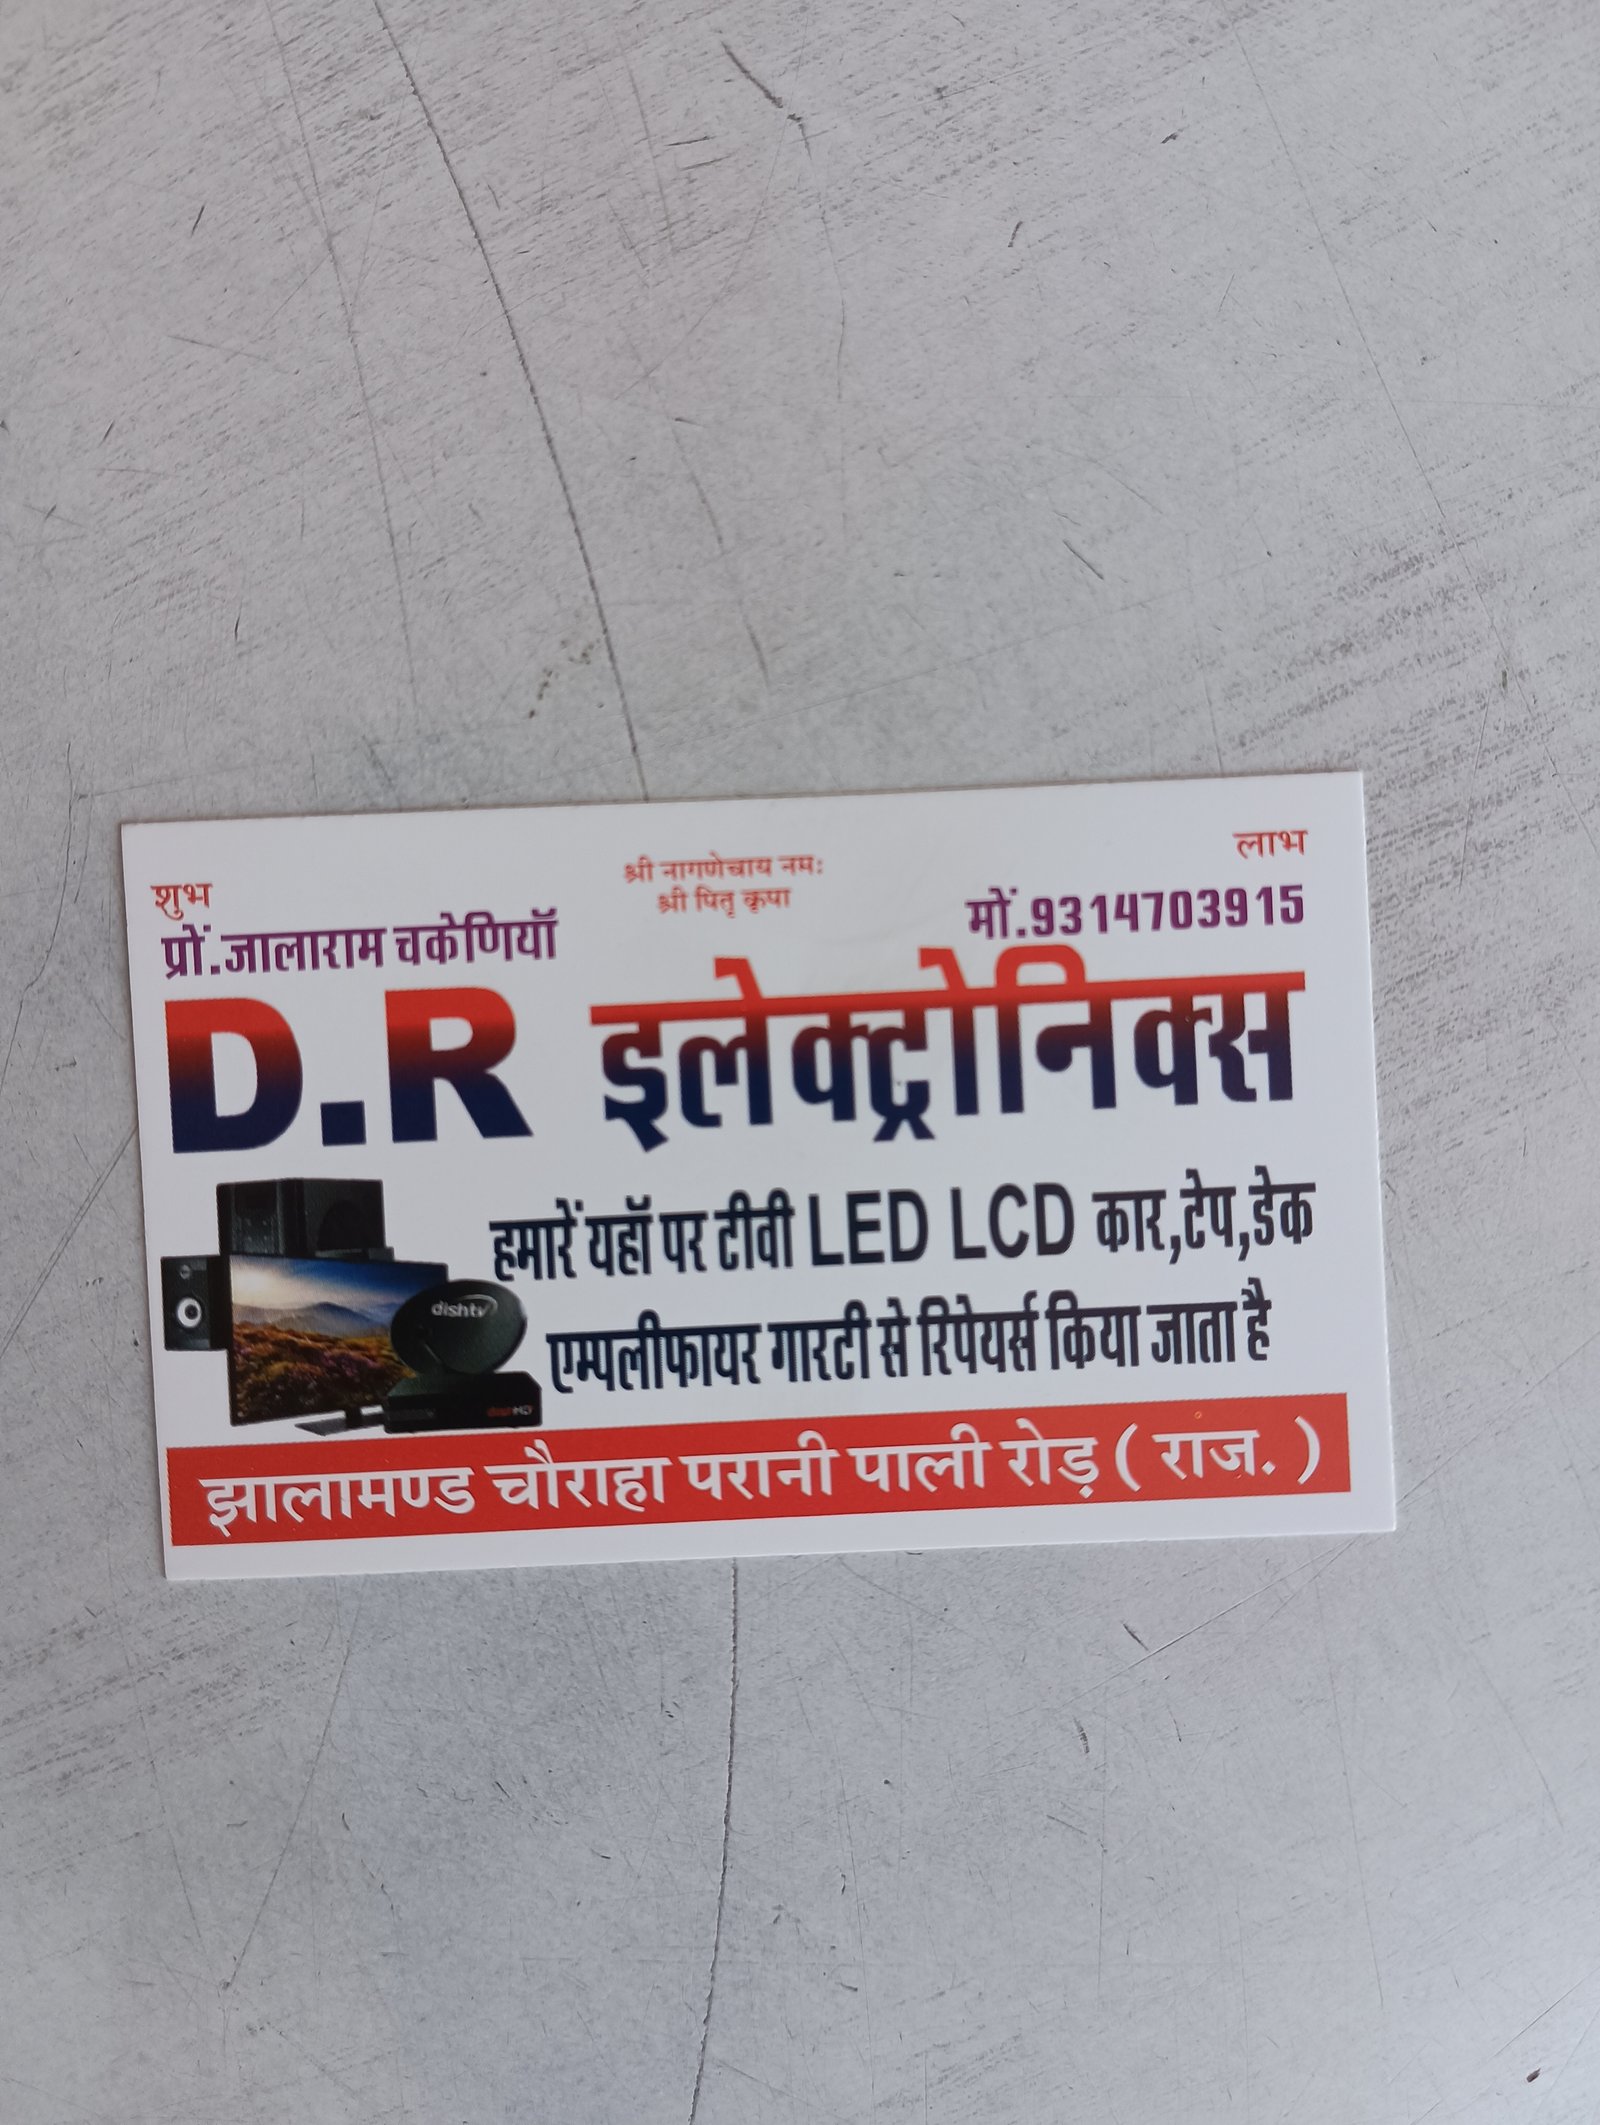 शुभ
श्री नागणेचाय नमः
लाभ
श्री पितृ कृपा
प्रों.जालाराम चकेणियॉ
मों.9314703915
D.R इलेक्ट्रोनिक्स
हमारें यहॉ पर टीवी LED LCD कार,टेप,डेक
एम्पलीफायर गारटी से रिपेयर्स किया जाता है
dishtv
झालामण्ड चौराहा परानी पाली रोड़ ( राज. )